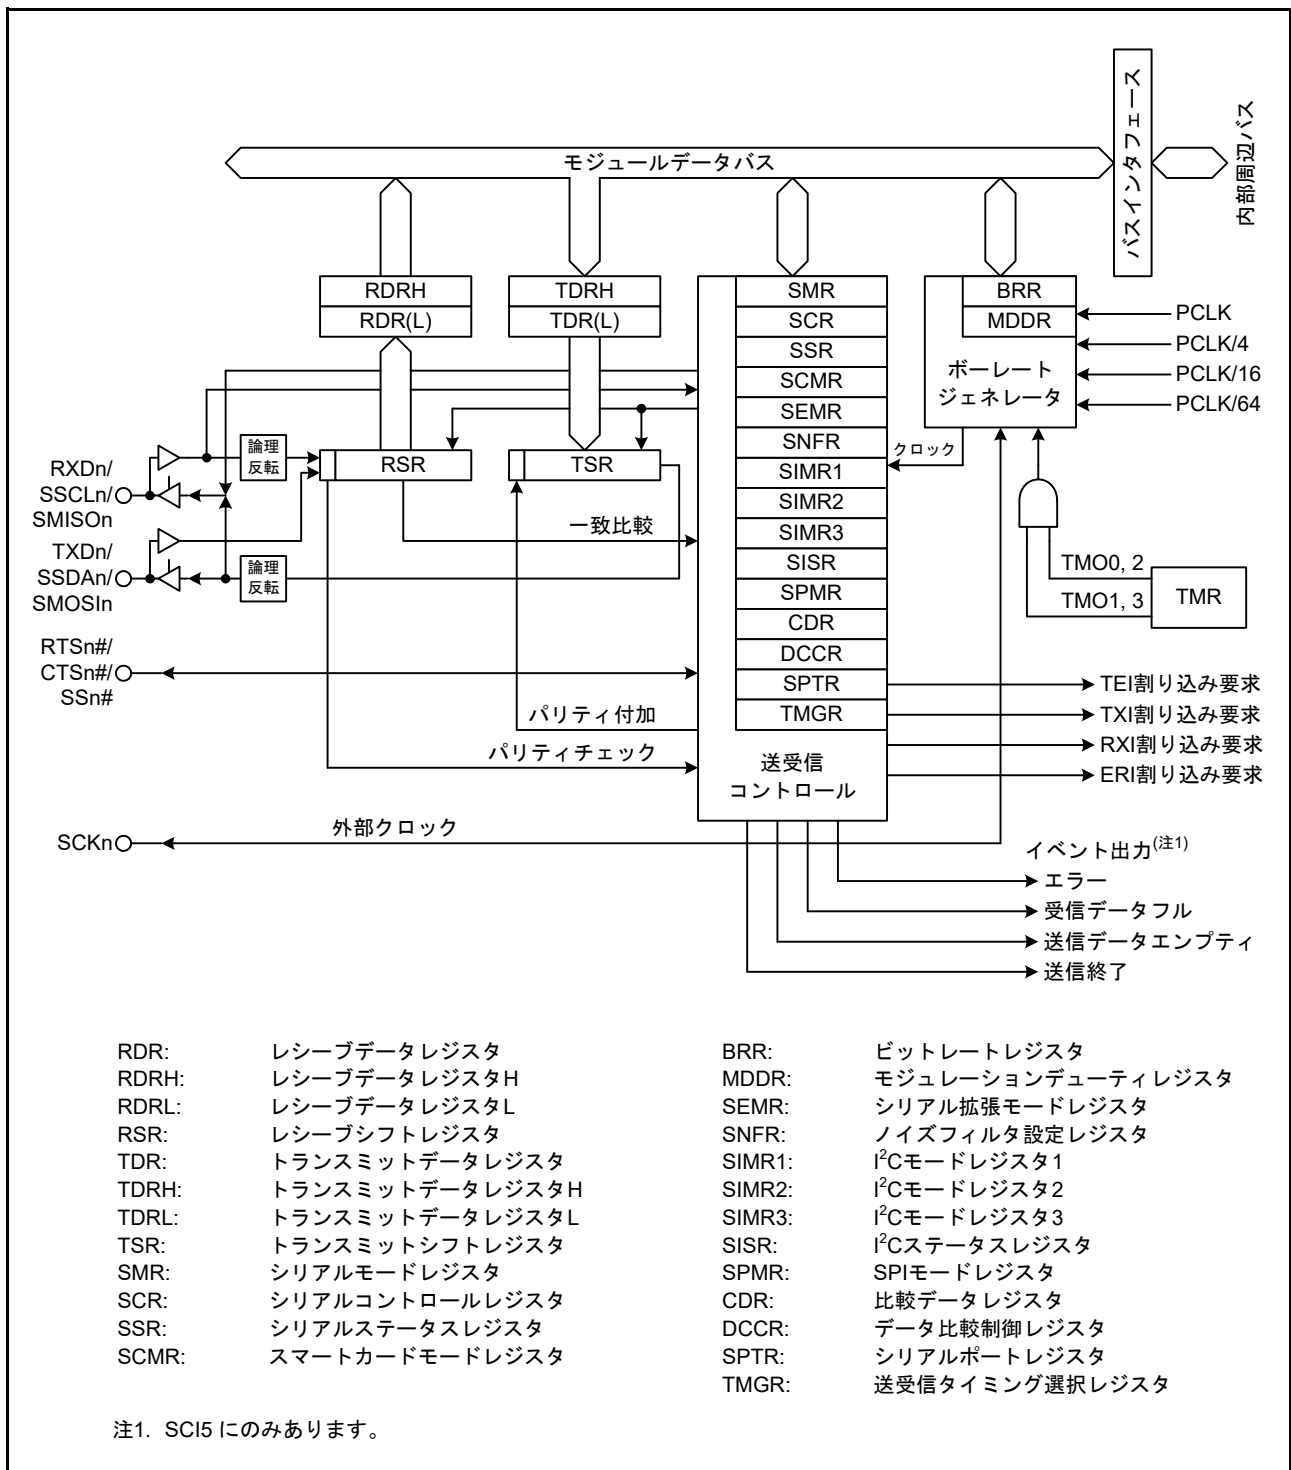 バスインタフェース
内部周辺バス
モジュールデータバス
RDRH
RDR(L)
TDRH
TDR(L)
SMR
SCR
SSR
SCMR
SEMR
SNFR
SIMR1
SIMR2
SIMR3
SISR
SPMR
CDR
DCCR
SPTR
TMGR
送受信
コントロール
BRR
MDDR
ボーレート
ジェネレータ
PCLK
PCLK/4
PCLK/16
PCLK/64
クロック
論理
反転
RSR
TSR
RXDn/
SSCLn/
SMISOn
一致比較
TXDn/
SSDAn/
SMOSIn
論理
反転
TMO0, 2
TMO1, 3
TMR
RTSn#/
CTSn#/
SSn#
パリティ付加
パリティチェック
TEI割り込み要求
TXI割り込み要求
RXI割り込み要求
ERI割り込み要求
SCKn
外部クロック
イベント出力(注1)
エラー
受信データフル
送信データエンプティ
送信終了
RDR: レシーブデータレジスタ
RDRH: レシーブデータレジスタH
RDRL: レシーブデータレジスタL
RSR: レシーブシフトレジスタ
TDR: トランスミットデータレジスタ
TDRH: トランスミットデータレジスタH
TDRL: トランスミットデータレジスタL
TSR: トランスミットシフトレジスタ
SMR: シリアルモードレジスタ
SCR: シリアルコントロールレジスタ
SSR: シリアルステータスレジスタ
SCMR: スマートカードモードレジスタ
BRR: ビットレートレジスタ
MDDR: モジュレーションデューティレジスタ
SEMR: シリアル拡張モードレジスタ
SNFR: ノイズフィルタ設定レジスタ
SIMR1: I²Cモードレジスタ1
SIMR2: I²Cモードレジスタ2
SIMR3: I²Cモードレジスタ3
SISR: I²Cステータスレジスタ
SPMR: SPIモードレジスタ
CDR: 比較データレジスタ
DCCR: データ比較制御レジスタ
SPTR: シリアルポートレジスタ
TMGR: 送受信タイミング選択レジスタ
注1. SCI5 にのみあります。